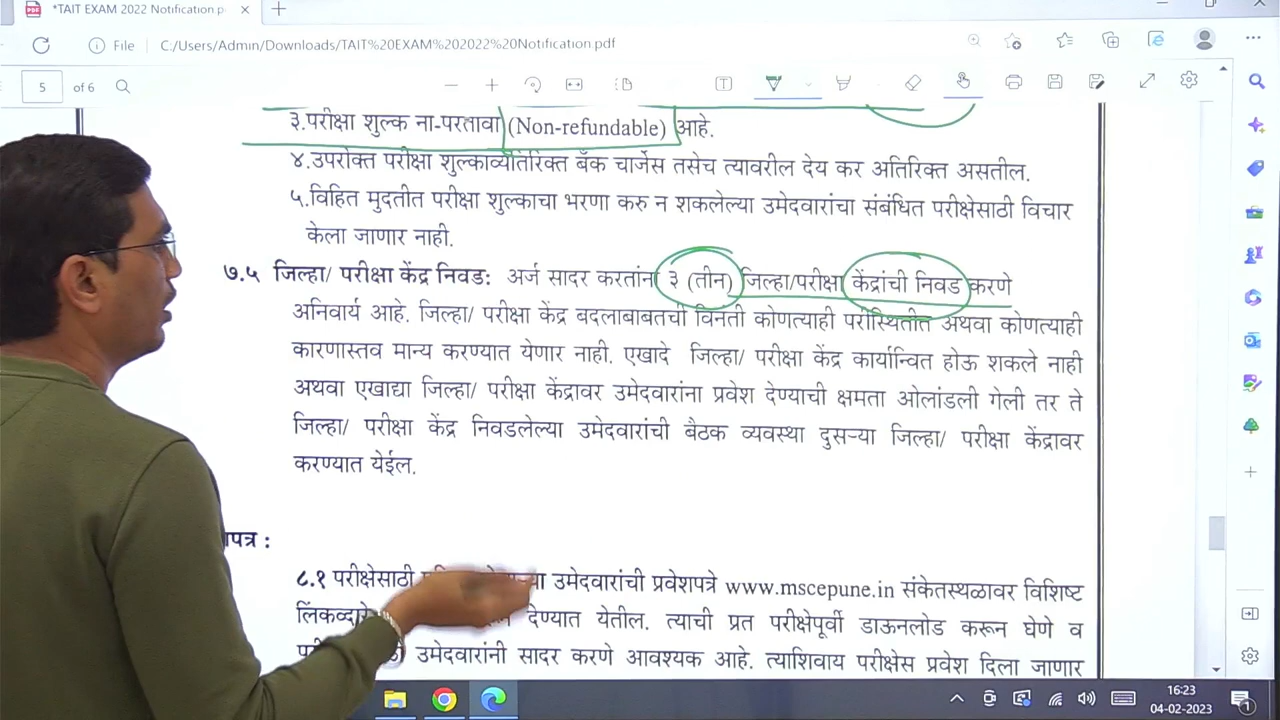 *TAIT EXAM 2022 Notification.p
File C:/Users/Admin/Downloads/TAIT%20EXAM%202022%20Notification.pdf
5 of 6
३.परीक्षा शुल्क ना-परतावा (Non-refundable) आहे.
४.उपरोक्त परीक्षा शुल्काव्यतिरिक्त बँक चार्जेस तसेच त्यावरील देय कर अतिरिक्त असतील.
५.विहित मुदतीत परीक्षा शुल्काचा भरणा करु न शकलेल्या उमेदवारांचा संबंधित परीक्षेसाठी विचार
केला जाणार नाही.
७.५ जिल्हा/ परीक्षा केंद्र निवड: अर्ज सादर करतांना ३ (तीन) जिल्हा/परीक्षा केंद्रांची निवड करणे
अनिवार्य आहे. जिल्हा/ परीक्षा केंद्र बदलाबाबतची विनंती कोणत्याही परिस्थितीत अथवा कोणत्याही
कारणास्तव मान्य करण्यात येणार नाही. एखादे जिल्हा/ परीक्षा केंद्र कार्यान्वित होऊ शकले नाही
अथवा एखाद्या जिल्हा/ परीक्षा केंद्रावर उमेदवारांना प्रवेश देण्याची क्षमता ओलांडली गेली तर ते
जिल्हा/ परीक्षा केंद्र निवडलेल्या उमेदवारांची बैठक व्यवस्था दुसऱ्या जिल्हा/ परीक्षा केंद्रावर
करण्यात येईल.
पत्र :
८.१ परीक्षेसाठी उमेदवारांची प्रवेशपत्रे www.mscepune.in संकेतस्थळावर विशिष्ट
देण्यात येतील. त्याची प्रत परीक्षेपूर्वी डाऊनलोड करून घेणे व
उमेदवारांनी सादर करणे आवश्यक आहे. त्याशिवाय परीक्षेस प्रवेश दिला जाणार
16:23
04-02-2023
1